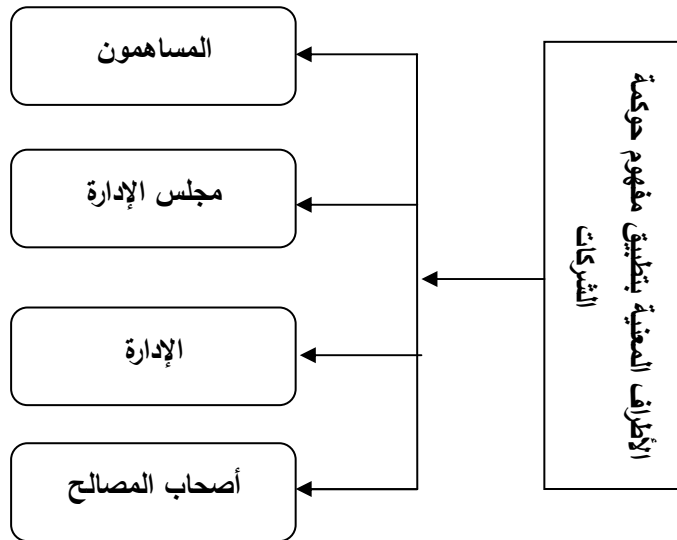 الأطراف المعنية بتطبيق مفهوم حوكمة
الشركات
المساهمون
مجلس الإدارة
الإدارة
أصحاب المصالح